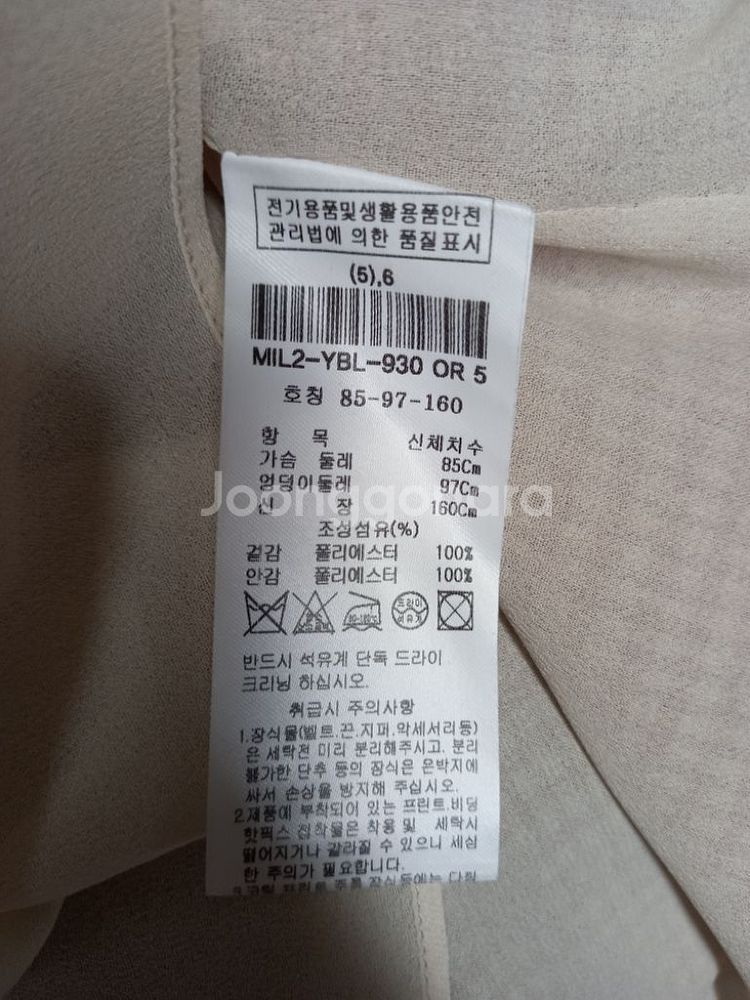 전기용품및생활용품안전
관리법에 의한 품질표시
(5),6
MIL2-YBL-930 OR 5
호칭 85-97-160
항 목 신체치수
가슴 둘레 85Cm
엉덩이둘레 97Cm
신 장 160Cm
Joonggonara
조성섬유(%)
겉감 폴리에스터 100%
안감 폴리에스터 100%
드라이
석유계
반드시 석유계 단독 드라이
크리닝 하십시오.
취급시 주의사항
1.장식물(벨트.끈.지퍼.악세서리등)
은 세탁전 미리 분리해주시고. 분리
불가한 단추 등의 장식은 은박지에
싸서 손상을 방지해 주십시오.
2.제품에 부착되어 있는 프린트.비딩
핫픽스 접착물은 착용 및 세탁시
떨어지거나 갈라질 수 있으니 세심
한 주의가 필요합니다.